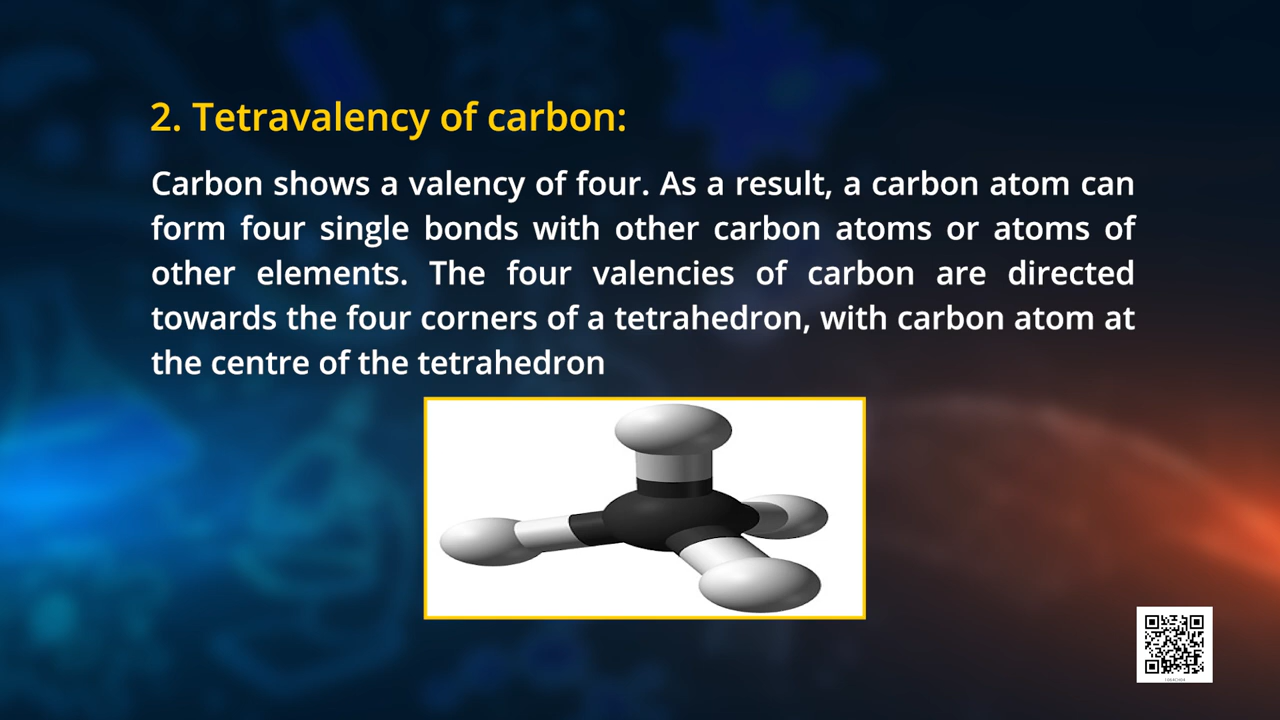 2. Tetravalency of carbon:
Carbon shows a valency of four. As a result, a carbon atom can
form four single bonds with other carbon atoms or atoms of
other elements. The four valencies of carbon are directed
towards the four corners of a tetrahedron, with carbon atom at
the centre of the tetrahedron